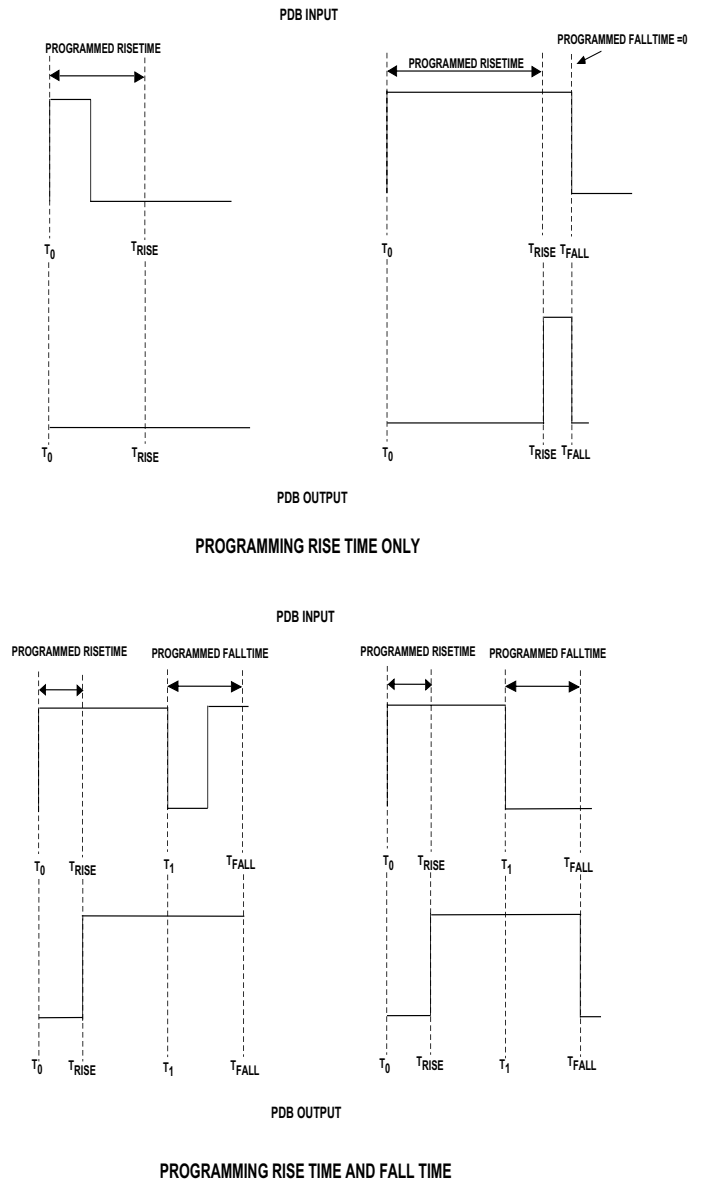 PDB INPUT
PROGRAMMED RISETIME
PROGRAMMED RISETIME
PROGRAMMED FALLTIME =0
T0 TRISE
T0 TRISE TFALL
T0 TRISE
T0 TRISE TFALL
PDB OUTPUT
PROGRAMMING RISE TIME ONLY
PDB INPUT
PROGRAMMED RISETIME PROGRAMMED FALLTIME
PROGRAMMED RISETIME PROGRAMMED FALLTIME
T0 TRISE T1 TFALL
T0 TRISE T1 TFALL
T0 TRISE T1 TFALL
T0 TRISE T1 TFALL
PDB OUTPUT
PROGRAMMING RISE TIME AND FALL TIME